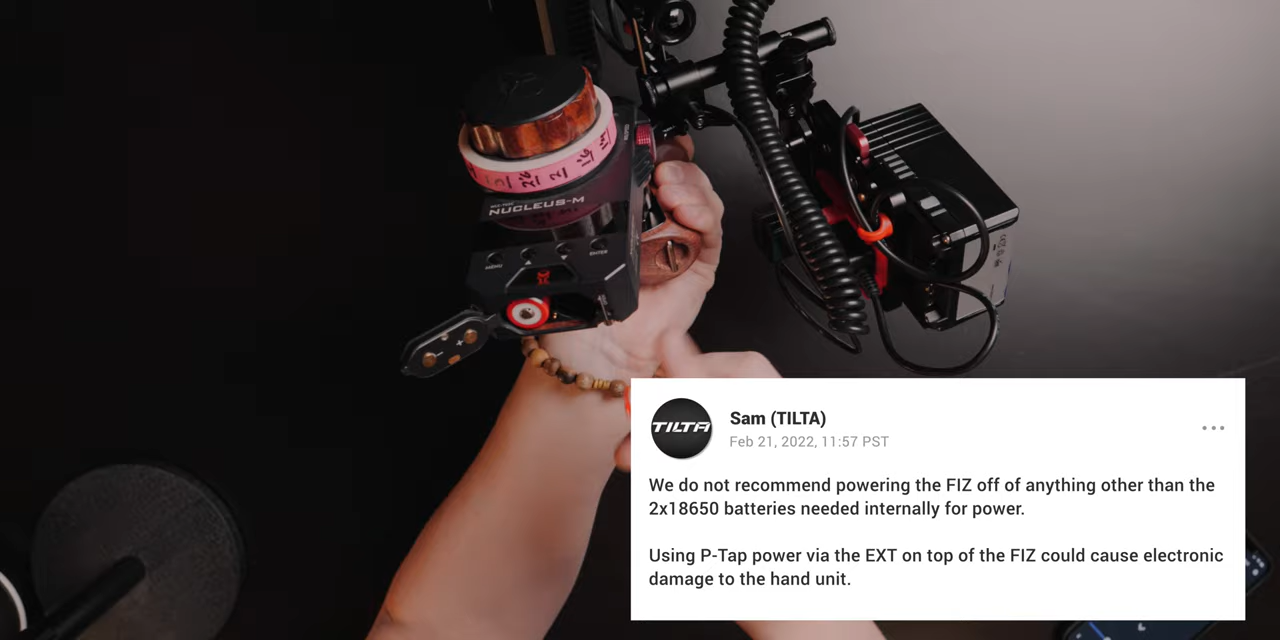 NUCLEUS-M
MENU
ENTER
- +
TILTA
Sam (TILTA)
Feb 21, 2022, 11:57 PST
We do not recommend powering the FIZ off of anything other than the
2x18650 batteries needed internally for power.
Using P-Tap power via the EXT on top of the FIZ could cause electronic
damage to the hand unit.